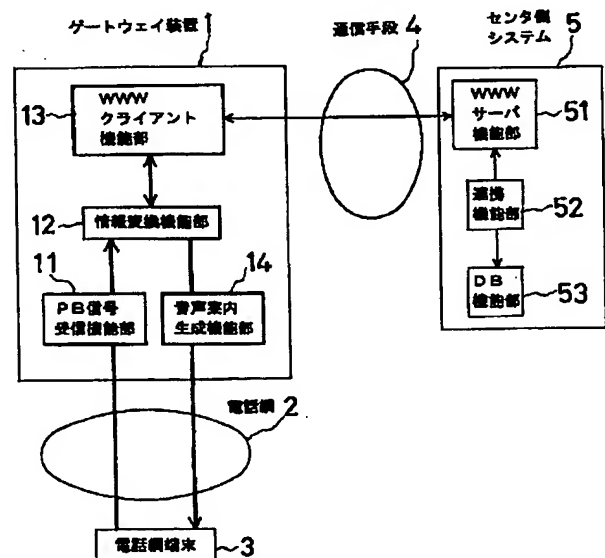 ゲートウェイ装置 1
通信手段 4
センタ側
システム 5
13
WWW
クライアント
機能部
WWW
サーバ
機能部
51
12
情報変換機能部
連携
機能部
52
11
PB信号
受信機能部
14
音声案内
生成機能部
DB
機能部
53
電話網 2
電話網端末
3